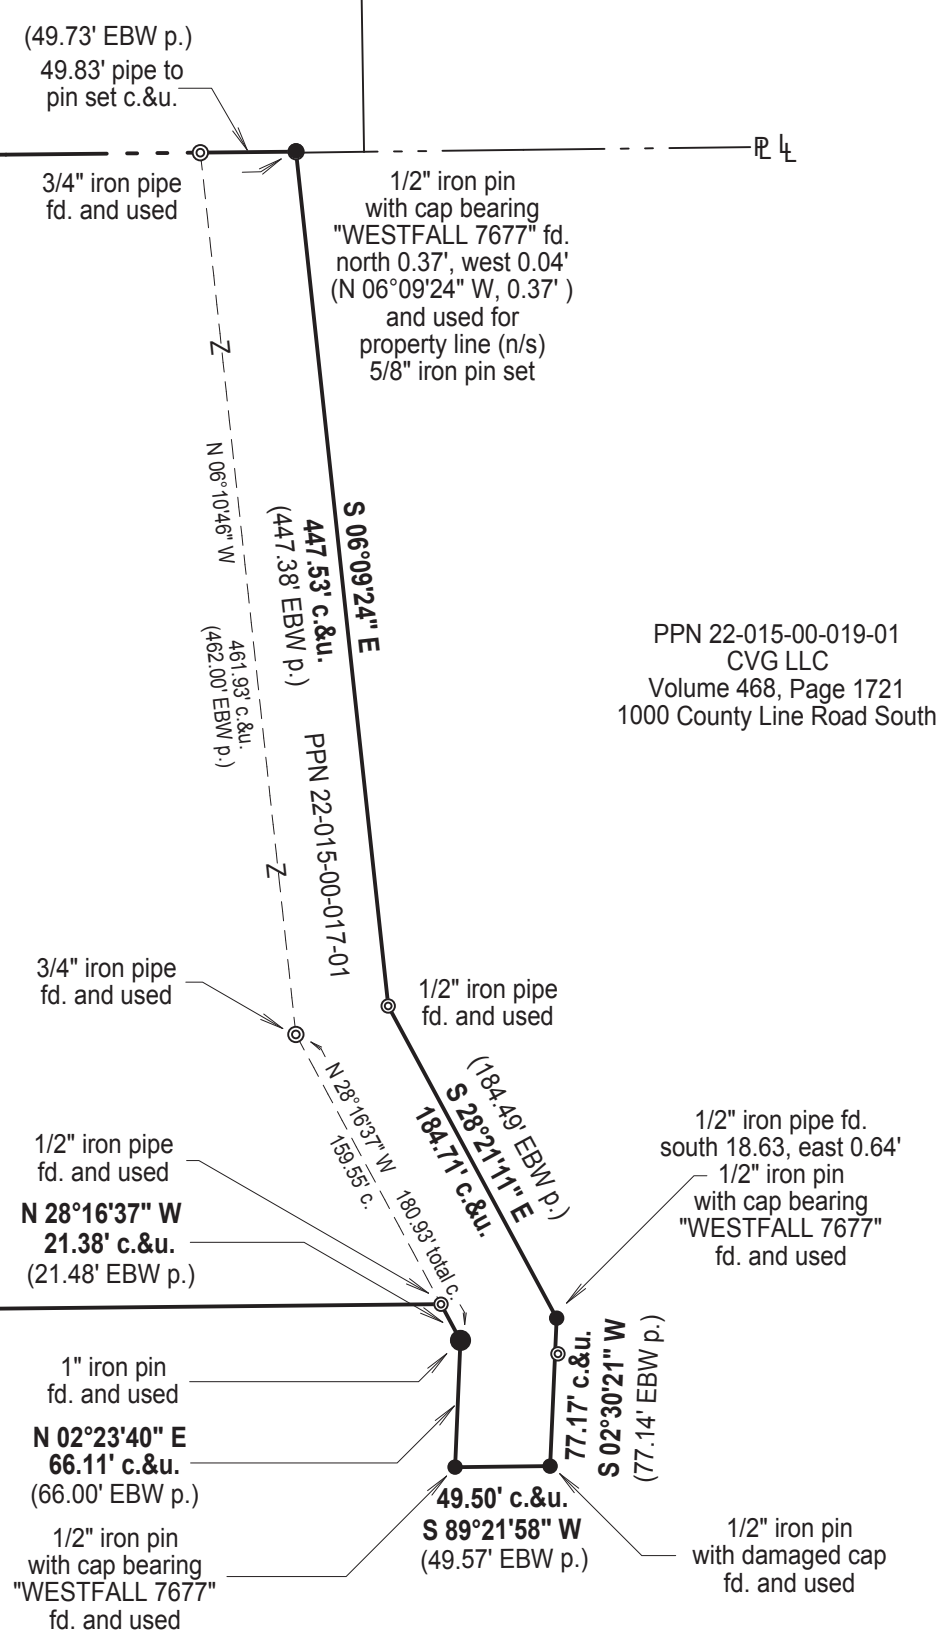 (49.73' EBW p.)
49.83' pipe to
pin set c.&u.
3/4" iron pipe
fd. and used
1/2" iron pin
with cap bearing
"WESTFALL 7677" fd.
north 0.37', west 0.04'
(N 06°09'24" W, 0.37' )
and used for
property line (n/s)
5/8" iron pin set
PL LL
Z
N 06°10'46" W
461.93' c.&u.
(462.00' EBW p.)
Z
S 06°09'24" E
447.53' c.&u.
(447.38' EBW p.)
PPN 22-015-00-017-01
PPN 22-015-00-019-01
CVG LLC
Volume 468, Page 1721
1000 County Line Road South
3/4" iron pipe
fd. and used
1/2" iron pipe
fd. and used
N 28°16'37" W
159.55' c.
180.93' total c.
(184.49' EBW p.)
S 28°21'11" E
184.71' c.&u.
1/2" iron pipe
fd. and used
N 28°16'37" W
21.38' c.&u.
(21.48' EBW p.)
1/2" iron pipe fd.
south 18.63, east 0.64'
1/2" iron pin
with cap bearing
"WESTFALL 7677"
fd. and used
1" iron pin
fd. and used
N 02°23'40" E
66.11' c.&u.
(66.00' EBW p.)
77.17' c.&u.
S 02°30'21" W
(77.14' EBW p.)
49.50' c.&u.
S 89°21'58" W
(49.57' EBW p.)
1/2" iron pin
with cap bearing
"WESTFALL 7677"
fd. and used
1/2" iron pin
with damaged cap
fd. and used